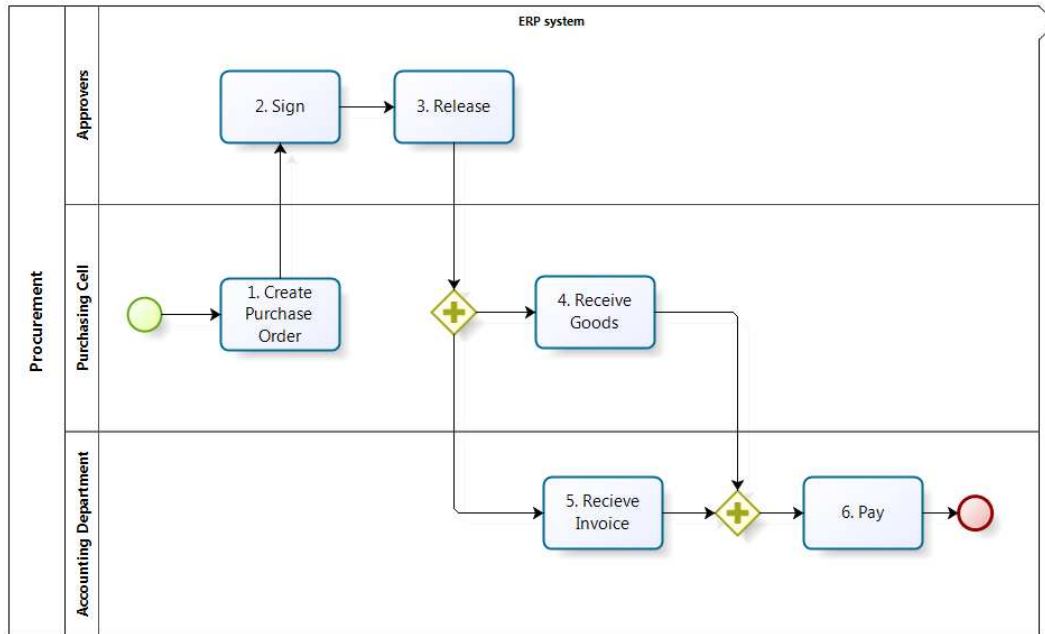 ERP system
Procurement
Approvers
2. Sign
3. Release
Purchasing Cell
1. Create
Purchase
Order
4. Receive
Goods
Accounting Department
5. Recieve
Invoice
6. Pay